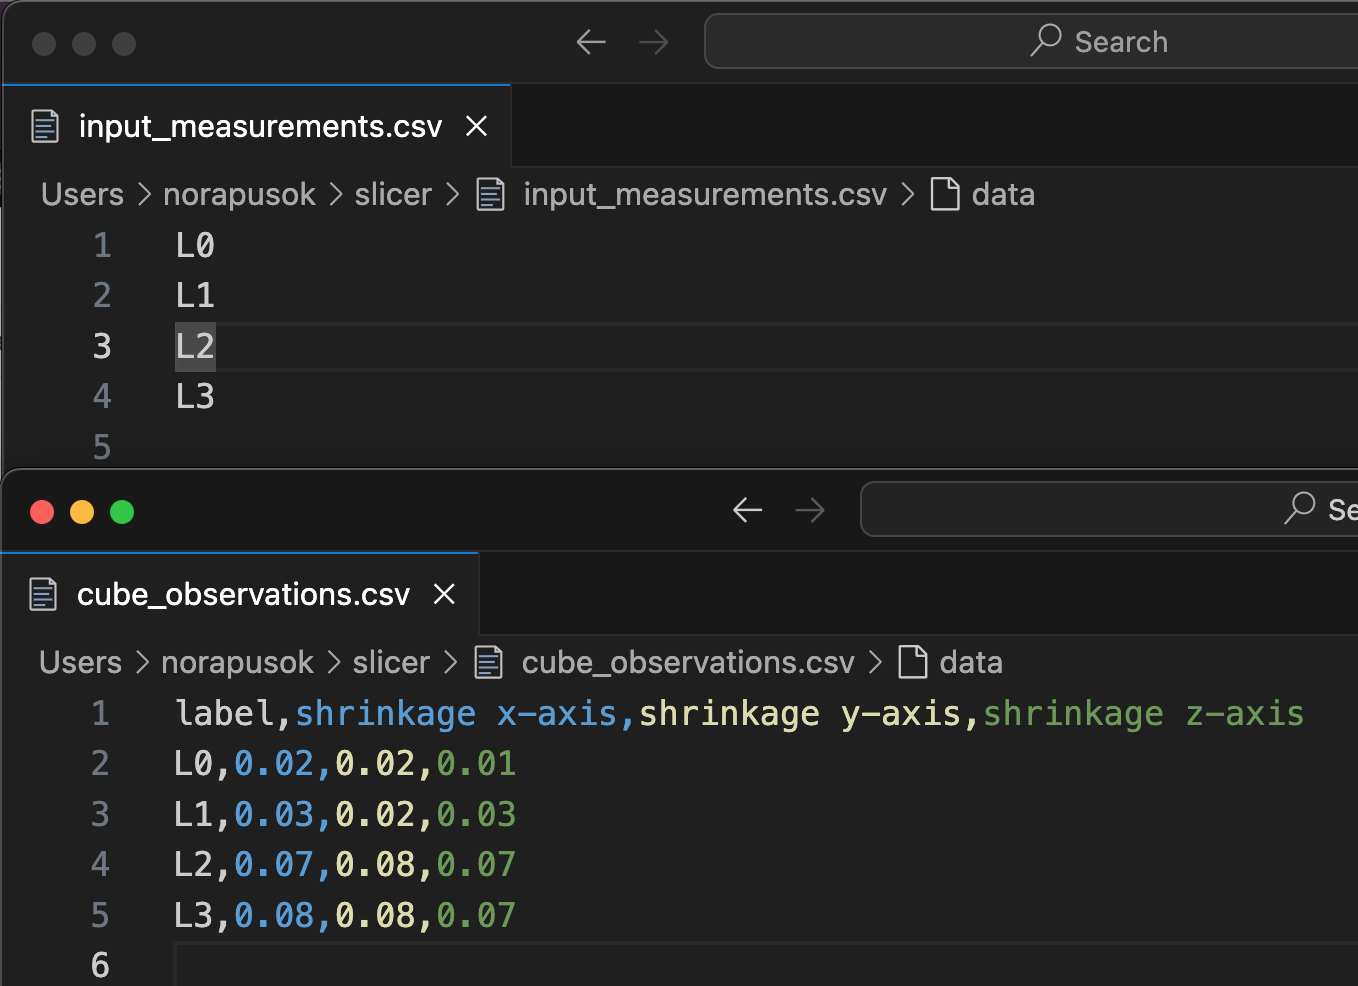 Search
input_measurements.csv
Users > norapusok > slicer > input_measurements.csv > data
1 L0
2 L1
3 L2
4 L3
5
Se
cube_observations.csv
Users > norapusok > slicer > cube_observations.csv > data
1 label,shrinkage x-axis,shrinkage y-axis,shrinkage z-axis
2 L0,0.02,0.02,0.01
3 L1,0.03,0.02,0.03
4 L2,0.07,0.08,0.07
5 L3,0.08,0.08,0.07
6